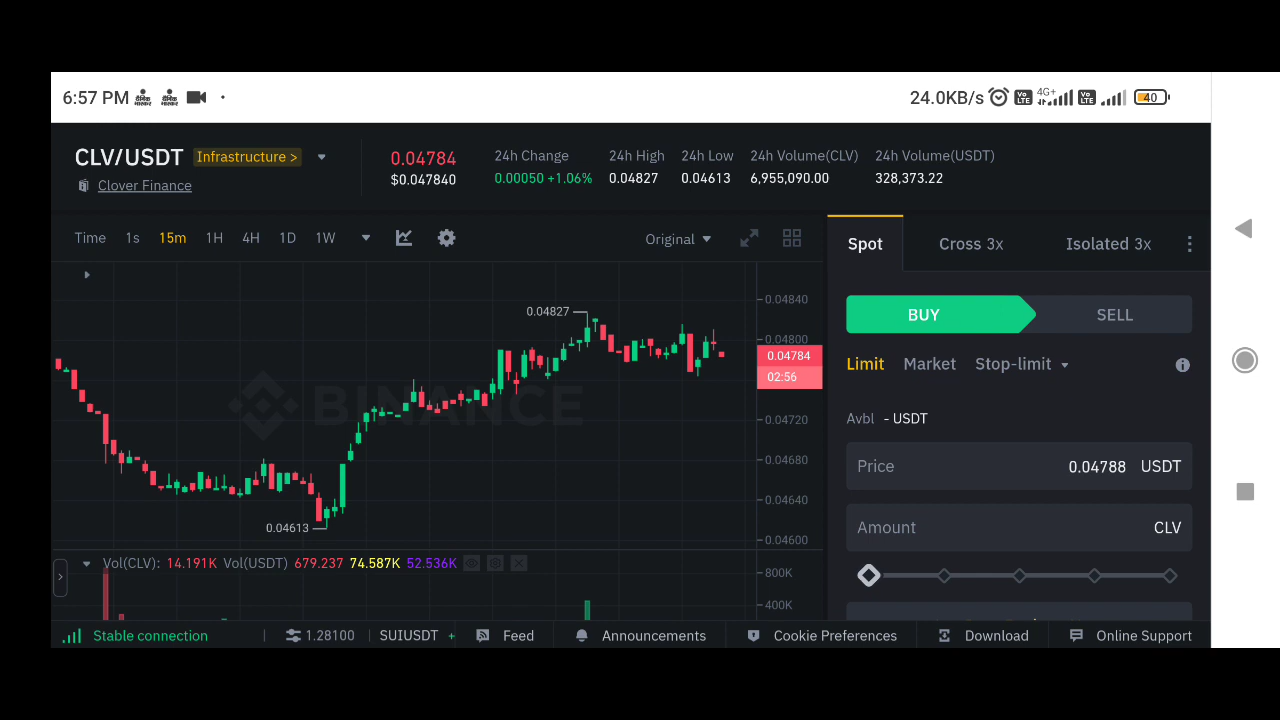 6:57 PM 24.0KB/s 4G+ Vo LTE Vo LTE 40
CLV/USDT Infrastructure >
Clover Finance
0.04784
$0.047840
24h Change
0.00050 +1.06%
24h High
0.04827
24h Low
0.04613
24h Volume(CLV)
6,955,090.00
24h Volume(USDT)
328,373.22
Time 1s 15m 1H 4H 1D 1W Original
Spot Cross 3x Isolated 3x
BUY SELL
Limit Market Stop-limit
Avbl - USDT
Price 0.04788 USDT
Amount CLV
0.04827
0.04613
BINANCE
0.04840
0.04800
0.04784
02:56
0.04720
0.04680
0.04640
0.04600
Vol(CLV): 14.191K Vol(USDT) 679.237 74.587K 52.536K
800K
400K
Stable connection 1.28100 SUIUSDT + Feed Announcements Cookie Preferences Download Online Support